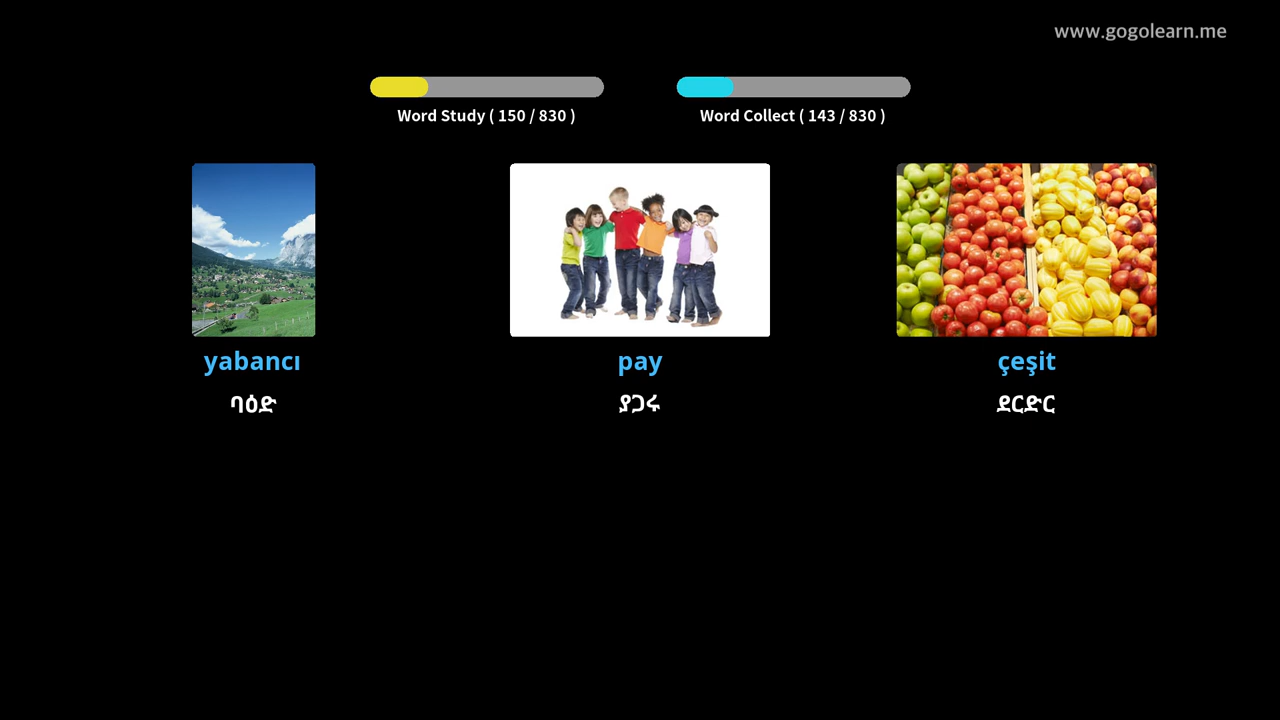 www.gogolearn.me
Word Study ( 150 / 830 )
Word Collect ( 143 / 830 )
yabancı
pay
çeşit
ባዕድ
ያጋሩ
ደርድር